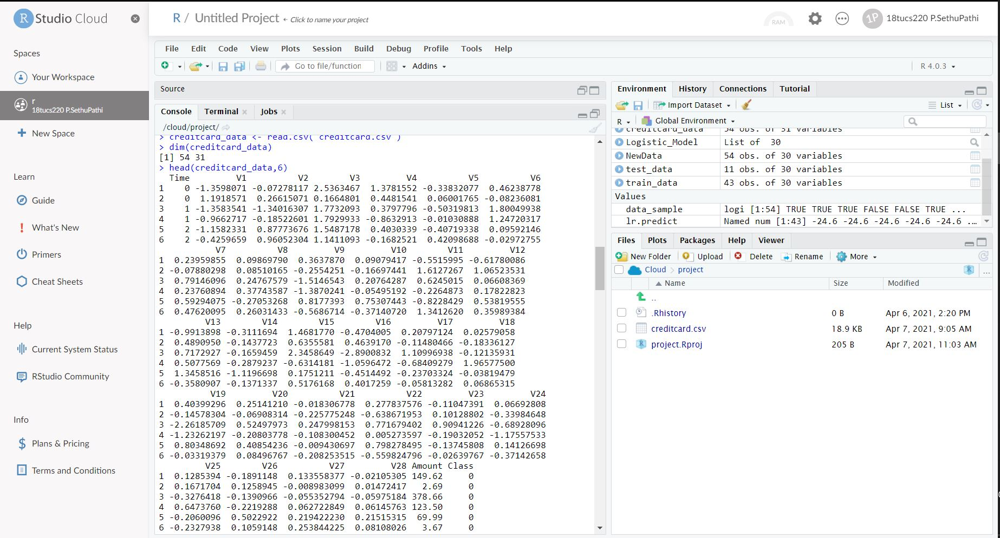 R Studio Cloud
Spaces
Your Workspace
r
18tucs220 P.SethuPathi
New Space
Learn
Guide
What's New
Primers
Cheat Sheets
Help
Current System Status
RStudio Community
Info
Plans & Pricing
Terms and Conditions
R / Untitled Project ← Click to name your project
RAM
1P 18tucs220 P.SethuPathi
File Edit Code View Plots Session Build Debug Profile Tools Help
Go to file/function Addins R 4.0.3
Source
Console Terminal Jobs
/cloud/project/
> creditcard_data <- read.csv( creditcard.csv )
> dim(creditcard_data)
[1] 54 31
> head(creditcard_data,6)
Time V1 V2 V3 V4 V5 V6
1 0 -1.3598071 -0.07278117 2.5363467 1.3781552 -0.33832077 0.46238778
2 0 1.1918571 0.26615071 0.1664801 0.4481541 0.06001765 -0.08236081
3 1 -1.3583541 -1.34016307 1.7732093 0.3797796 -0.50319813 1.80049938
4 1 -0.9662717 -0.18522601 1.7929933 -0.8632913 -0.01030888 1.24720317
5 2 -1.1582331 0.87773676 1.5487178 0.4030339 -0.40719338 0.09592146
6 2 -0.4259659 0.96052304 1.1411093 -0.1682521 0.42098688 -0.02972755
V7 V8 V9 V10 V11 V12
1 0.23959855 0.09869790 0.3637870 0.09079417 -0.5515995 -0.61780086
2 -0.07880298 0.08510165 -0.2554251 -0.16697441 1.6127267 1.06523531
3 0.79146096 0.24767579 -1.5146543 0.20764287 0.6245015 0.06608369
4 0.23760894 0.37743587 -1.3870241 -0.05495192 -0.2264873 0.17822823
5 0.59294075 -0.27053268 0.8177393 0.75307443 -0.8228429 0.53819555
6 0.47620095 0.26031433 -0.5686714 -0.37140720 1.3412620 0.35989384
V13 V14 V15 V16 V17 V18
1 -0.9913898 -0.3111694 1.4681770 -0.4704005 0.20797124 0.02579058
2 0.4890950 -0.1437723 0.6355581 0.4639170 -0.11480466 -0.18336127
3 0.7172927 -0.1659459 2.3458649 -2.8900832 1.10996938 -0.12135931
4 0.5077569 -0.2879237 -0.6314181 -1.0596472 -0.68409279 1.96577500
5 1.3458516 -1.1196698 0.1751211 -0.4514492 -0.23703324 -0.03819479
6 -0.3580907 -0.1371337 0.5176168 0.4017259 -0.05813282 0.06865315
V19 V20 V21 V22 V23 V24
1 0.40399296 0.25141210 -0.018306778 0.277837576 -0.11047391 0.06692808
2 -0.14578304 -0.06908314 -0.225775248 -0.638671953 0.10128802 -0.33984648
3 -2.26185709 0.52497973 0.247998153 0.771679402 0.90941226 -0.68928096
4 -1.23262197 -0.20803778 -0.108300452 0.005273597 -0.19032052 -1.17557533
5 0.80348692 0.40854236 -0.009430697 0.798278495 -0.13745808 0.14126698
6 -0.03319379 0.08496767 -0.208253515 -0.559824796 -0.02639767 -0.37142658
V25 V26 V27 V28 Amount Class
1 0.1285394 -0.1891148 0.133558377 -0.02105305 149.62 0
2 0.1671704 0.1258945 -0.008983099 0.01472417 2.69 0
3 -0.3276418 -0.1390966 -0.055352794 -0.05975184 378.66 0
4 0.6473760 -0.2219288 0.062722849 0.06145763 123.50 0
5 -0.2060096 0.5022922 0.219422230 0.21515315 69.99 0
6 -0.2327938 0.1059148 0.253844225 0.08108026 3.67 0
Environment History Connections Tutorial
Import Dataset List
R Global Environment
creditcard_data 54 obs. of 31 variables
Logistic_Model List of 30
NewData 54 obs. of 30 variables
test_data 11 obs. of 30 variables
train_data 43 obs. of 30 variables
Values
data_sample logi [1:54] TRUE TRUE TRUE FALSE FALSE TRUE ...
lr.predict Named num [1:43] -24.6 -24.6 -24.6 -24.6 -24.6 ...
Files Plots Packages Help Viewer
New Folder Upload Delete Rename More
Cloud > project R ...
Name Size Modified
..
.Rhistory 0 B Apr 6, 2021, 2:20 PM
creditcard.csv 18.9 KB Apr 7, 2021, 9:05 AM
project.Rproj 205 B Apr 7, 2021, 11:03 AM